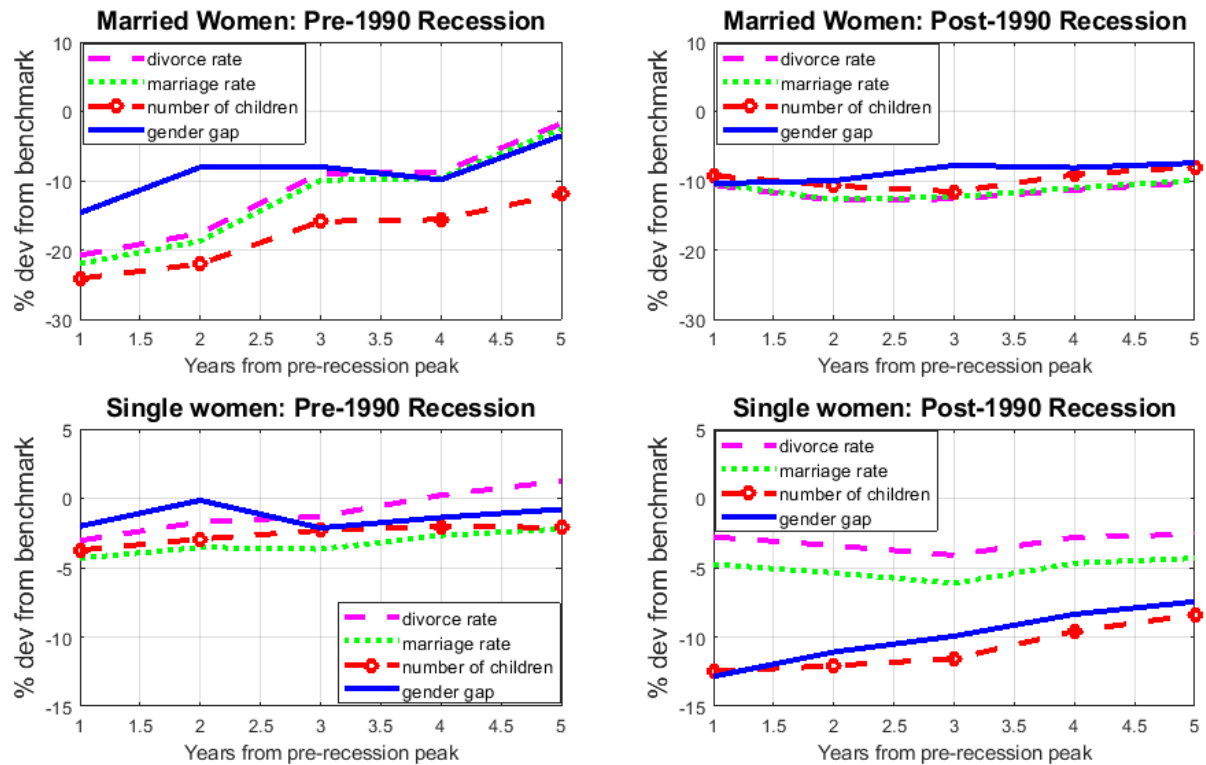 Married Women: Pre-1990 Recession
% dev from benchmark
10
0
-10
-20
-30
divorce rate
marriage rate
number of children
gender gap
1 1.5 2 2.5 3 3.5 4 4.5 5
Years from pre-recession peak
Married Women: Post-1990 Recession
% dev from benchmark
10
0
-10
-20
-30
divorce rate
marriage rate
number of children
gender gap
1 1.5 2 2.5 3 3.5 4 4.5 5
Years from pre-recession peak
Single women: Pre-1990 Recession
% dev from benchmark
5
0
-5
-10
-15
divorce rate
marriage rate
number of children
gender gap
1 1.5 2 2.5 3 3.5 4 4.5 5
Years from pre-recession peak
Single women: Post-1990 Recession
% dev from benchmark
5
0
-5
-10
-15
divorce rate
marriage rate
number of children
gender gap
1 1.5 2 2.5 3 3.5 4 4.5 5
Years from pre-recession peak